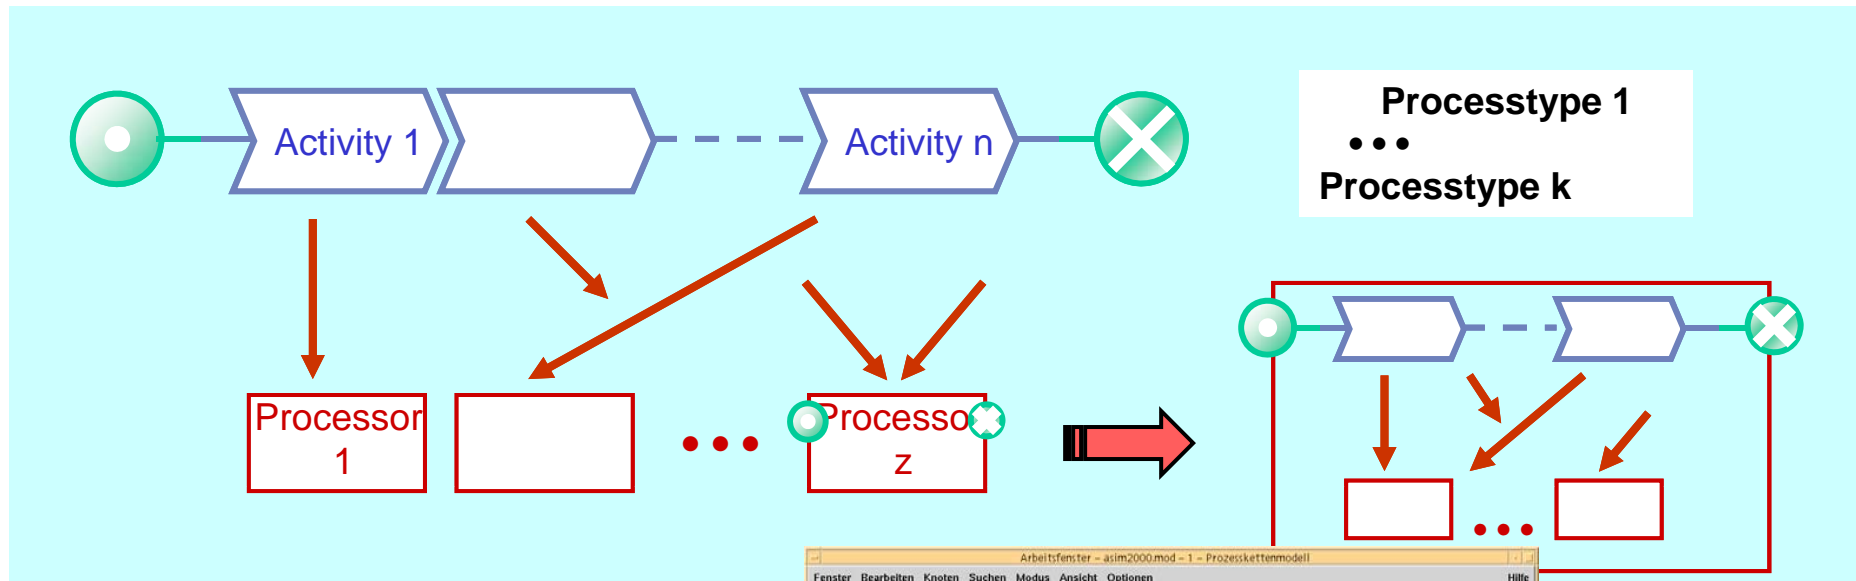 Activity 1
Activity n
Processtype 1
•••
Processtype k
Processor
1
•••
Processo
z
•••
Arbeitsfenster – asim2000.mod – 1 – Prozesskettenmodell
Fenster Bearbeiten Knoten Suchen Modus Ansicht Optionen Hilfe